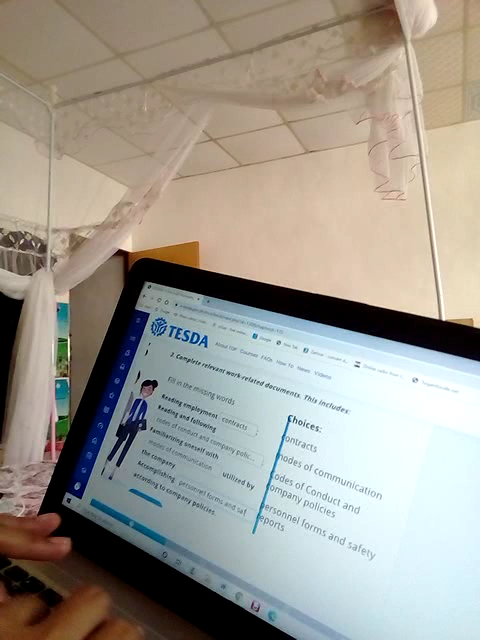 TESDA
About TOP Courses FAQs How To News Videos
2. Complete relevant work-related documents. This includes:
Fill in the missing words
Reading employment contracts
Reading and following
codes of conduct and company polic
Familiarizing oneself with
modes of communication utilized by
the company.
Accomplishing personnel forms and saf
according to company policies.
Choices:
contracts
modes of communication
Codes of Conduct and
company policies
personnel forms and safety
reports